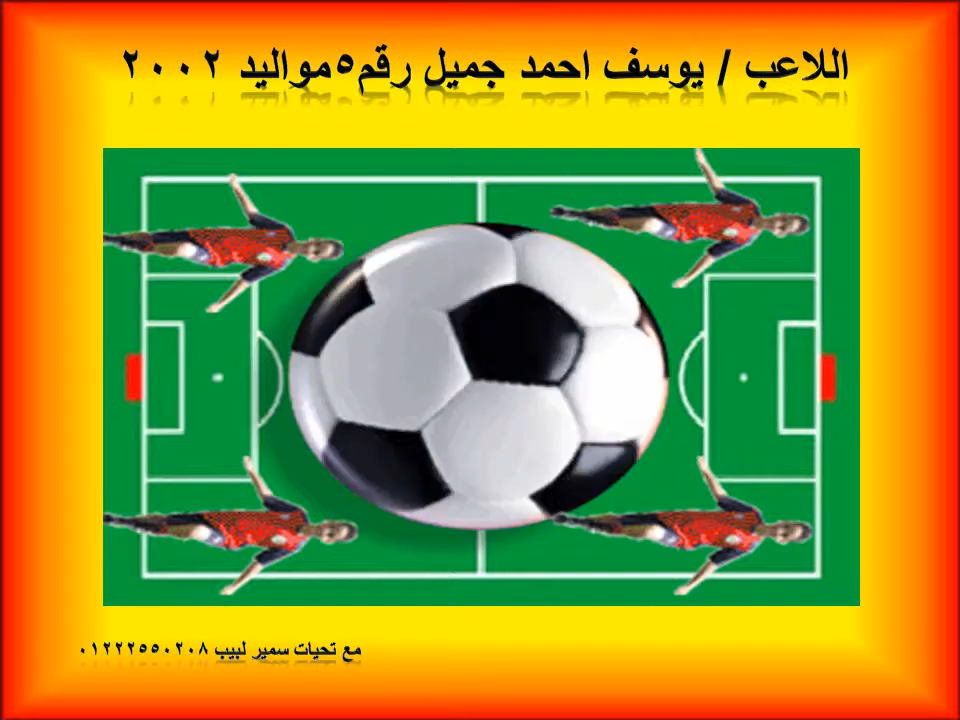 اللاعب / يوسف احمد جميل رقم٥مواليد ٢٠٠٢
مع تحيات سمير لبيب ٠١٢٢٢٥٥٠٢٠٨